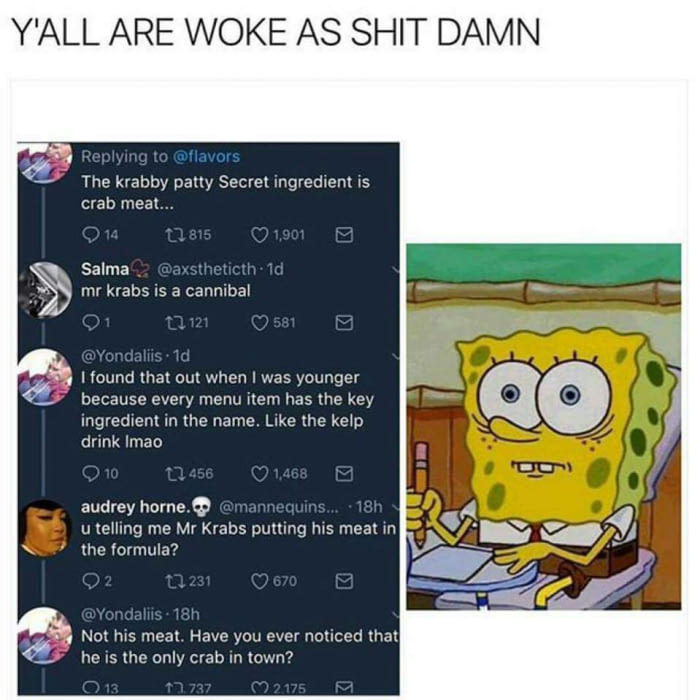 Y'ALL ARE WOKE AS SHIT DAMN
Replying to @flavors
The krabby patty Secret ingredient is
crab meat...
14 815 1,901
Salma @axstheticth · 1d
mr krabs is a cannibal
1 121 581
@Yondaliis · 1d
I found that out when I was younger
because every menu item has the key
ingredient in the name. Like the kelp
drink lmao
10 456 1,468
audrey horne. @mannequins... · 18h
u telling me Mr Krabs putting his meat in
the formula?
2 231 670
@Yondaliis · 18h
Not his meat. Have you ever noticed that
he is the only crab in town?
13 737 2,175